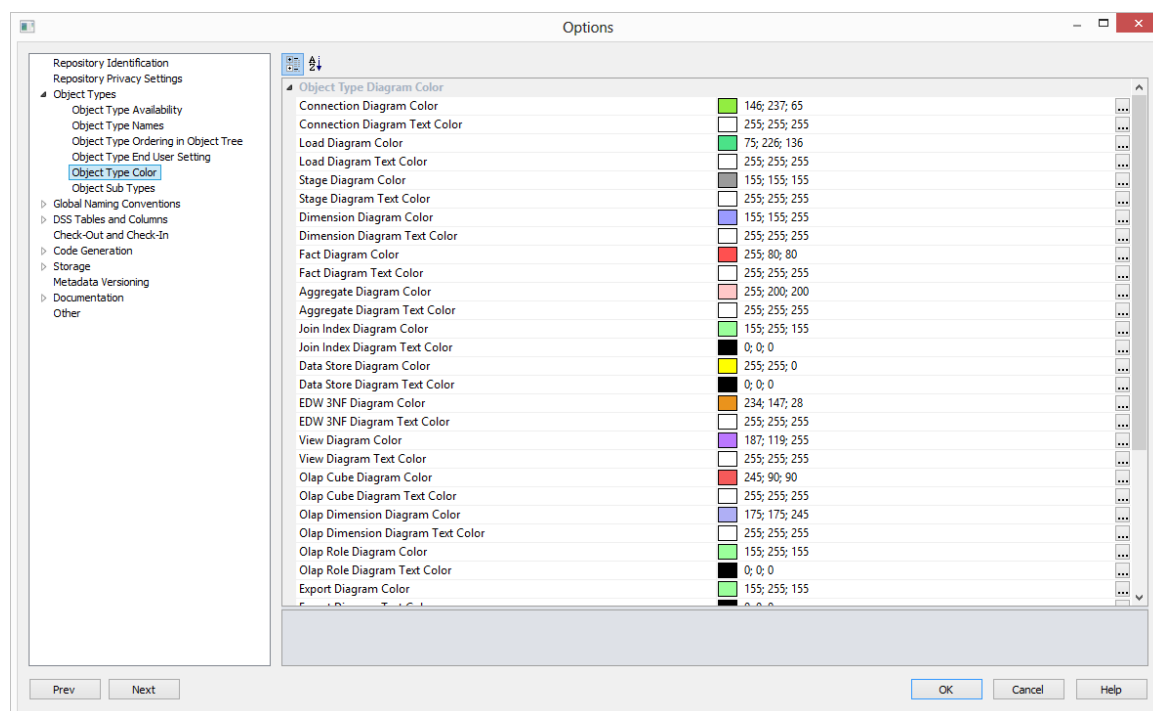 Options
Repository Identification
Repository Privacy Settings
Object Types
Object Type Availability
Object Type Names
Object Type Ordering in Object Tree
Object Type End User Setting
Object Type Color
Object Sub Types
Global Naming Conventions
DSS Tables and Columns
Check-Out and Check-In
Code Generation
Storage
Metadata Versioning
Documentation
Other
Object Type Diagram Color
Connection Diagram Color 146; 237; 65 ...
Connection Diagram Text Color 255; 255; 255 ...
Load Diagram Color 75; 226; 136 ...
Load Diagram Text Color 255; 255; 255 ...
Stage Diagram Color 155; 155; 155 ...
Stage Diagram Text Color 255; 255; 255 ...
Dimension Diagram Color 155; 155; 255 ...
Dimension Diagram Text Color 255; 255; 255 ...
Fact Diagram Color 255; 80; 80 ...
Fact Diagram Text Color 255; 255; 255 ...
Aggregate Diagram Color 255; 200; 200 ...
Aggregate Diagram Text Color 255; 255; 255 ...
Join Index Diagram Color 155; 255; 155 ...
Join Index Diagram Text Color 0; 0; 0 ...
Data Store Diagram Color 255; 255; 0 ...
Data Store Diagram Text Color 0; 0; 0 ...
EDW 3NF Diagram Color 234; 147; 28 ...
EDW 3NF Diagram Text Color 255; 255; 255 ...
View Diagram Color 187; 119; 255 ...
View Diagram Text Color 255; 255; 255 ...
Olap Cube Diagram Color 245; 90; 90 ...
Olap Cube Diagram Text Color 255; 255; 255 ...
Olap Dimension Diagram Color 175; 175; 245 ...
Olap Dimension Diagram Text Color 255; 255; 255 ...
Olap Role Diagram Color 155; 255; 155 ...
Olap Role Diagram Text Color 0; 0; 0 ...
Export Diagram Color 155; 255; 155 ...
Prev Next OK Cancel Help